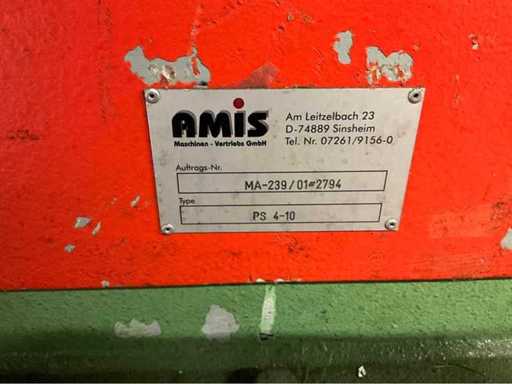 AMIS
Maschinen - Vertriebs GmbH
Am Leitzelbach 23
D-74889 Sinsheim
Tel. Nr. 07261/9156-0
Auftrags-Nr.
MA-239/01#2794
Type
PS 4-10